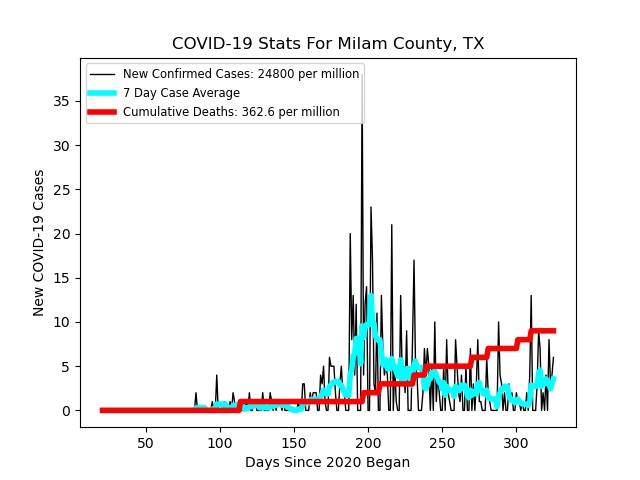 COVID-19 Stats For Milam County, TX
New Confirmed Cases: 24800 per million
7 Day Case Average
Cumulative Deaths: 362.6 per million
New COVID-19 Cases
35
30
25
20
15
10
5
0
50 100 150 200 250 300
Days Since 2020 Began